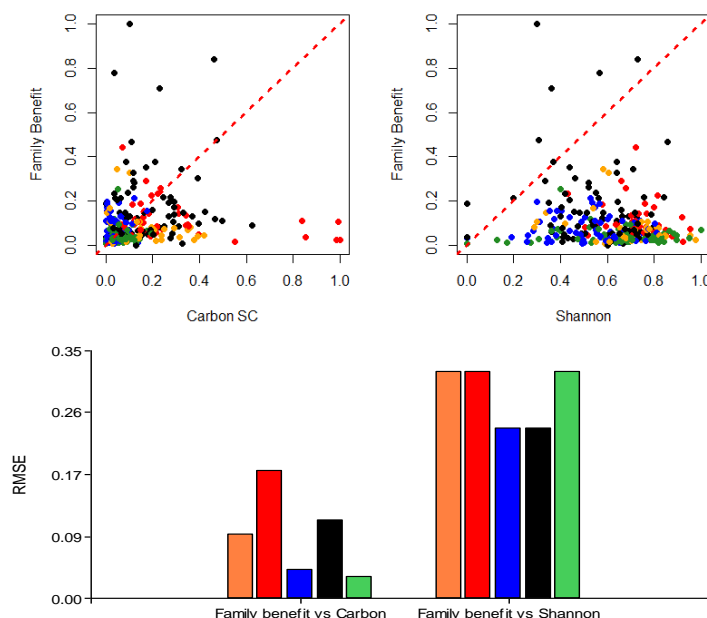 Family Benefit
1.0
0.8
0.6
0.4
0.2
0.0
0.0 0.2 0.4 0.6 0.8 1.0
Carbon SC
Family Benefit
1.0
0.8
0.6
0.4
0.2
0.0
0.0 0.2 0.4 0.6 0.8 1.0
Shannon
RMSE
0.35
0.26
0.17
0.09
0.00
Family benefit vs Carbon
Family benefit vs Shannon